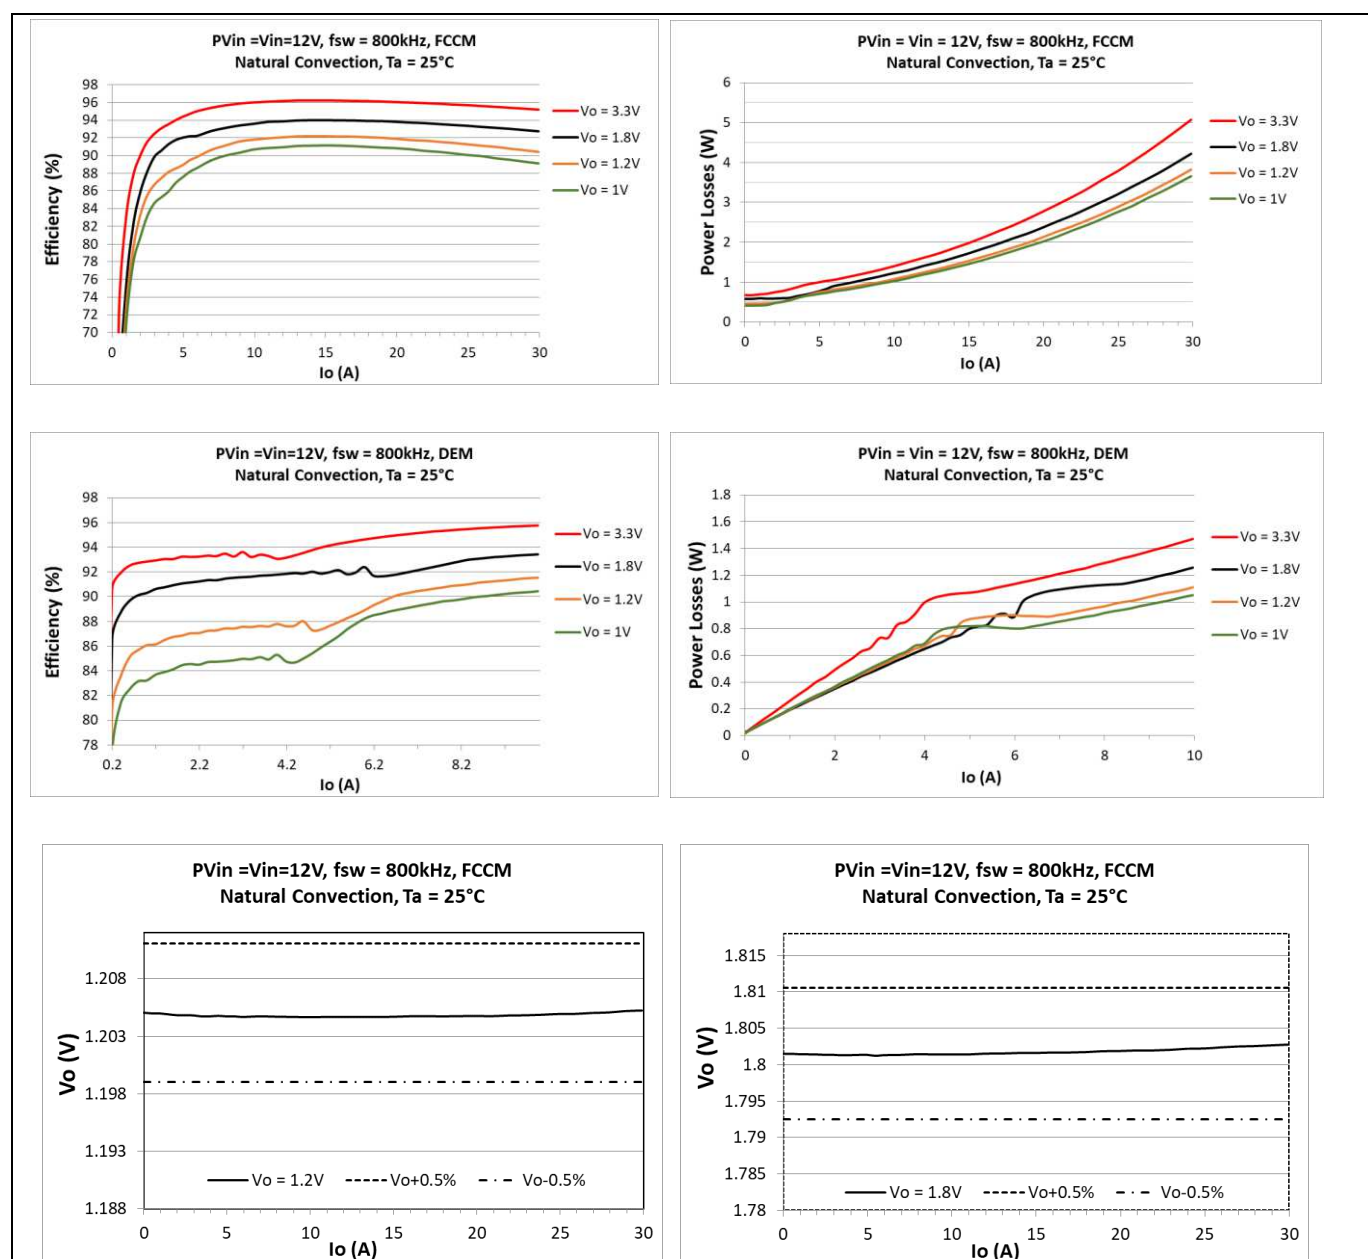 PVin =Vin=12V, fsw = 800kHz, FCCM
Natural Convection, Ta = 25°C
98
96
94
92
90
88
86
84
82
80
78
76
74
72
70
Efficiency (%)
0 5 10 15 20 25 30
Io (A)
Vo = 3.3V
Vo = 1.8V
Vo = 1.2V
Vo = 1V
PVin = Vin = 12V, fsw = 800kHz, FCCM
Natural Convection, Ta = 25°C
6
5
4
3
2
1
0
Power Losses (W)
0 5 10 15 20 25 30
Io (A)
Vo = 3.3V
Vo = 1.8V
Vo = 1.2V
Vo = 1V
PVin =Vin=12V, fsw = 800kHz, DEM
Natural Convection, Ta = 25°C
98
96
94
92
90
88
86
84
82
80
78
Efficiency (%)
0.2 2.2 4.2 6.2 8.2
Io (A)
Vo = 3.3V
Vo = 1.8V
Vo = 1.2V
Vo = 1V
PVin = Vin = 12V, fsw = 800kHz, DEM
Natural Convection, Ta = 25°C
1.8
1.6
1.4
1.2
1
0.8
0.6
0.4
0.2
0
Power Losses (W)
0 2 4 6 8 10
Io (A)
Vo = 3.3V
Vo = 1.8V
Vo = 1.2V
Vo = 1V
PVin =Vin=12V, fsw = 800kHz, FCCM
Natural Convection, Ta = 25°C
1.208
1.203
1.198
1.193
1.188
Vo (V)
Vo = 1.2V Vo+0.5% Vo-0.5%
0 5 10 15 20 25 30
Io (A)
PVin =Vin=12V, fsw = 800kHz, FCCM
Natural Convection, Ta = 25°C
1.815
1.81
1.805
1.8
1.795
1.79
1.785
1.78
Vo (V)
Vo = 1.8V Vo+0.5% Vo-0.5%
0 5 10 15 20 25 30
Io (A)